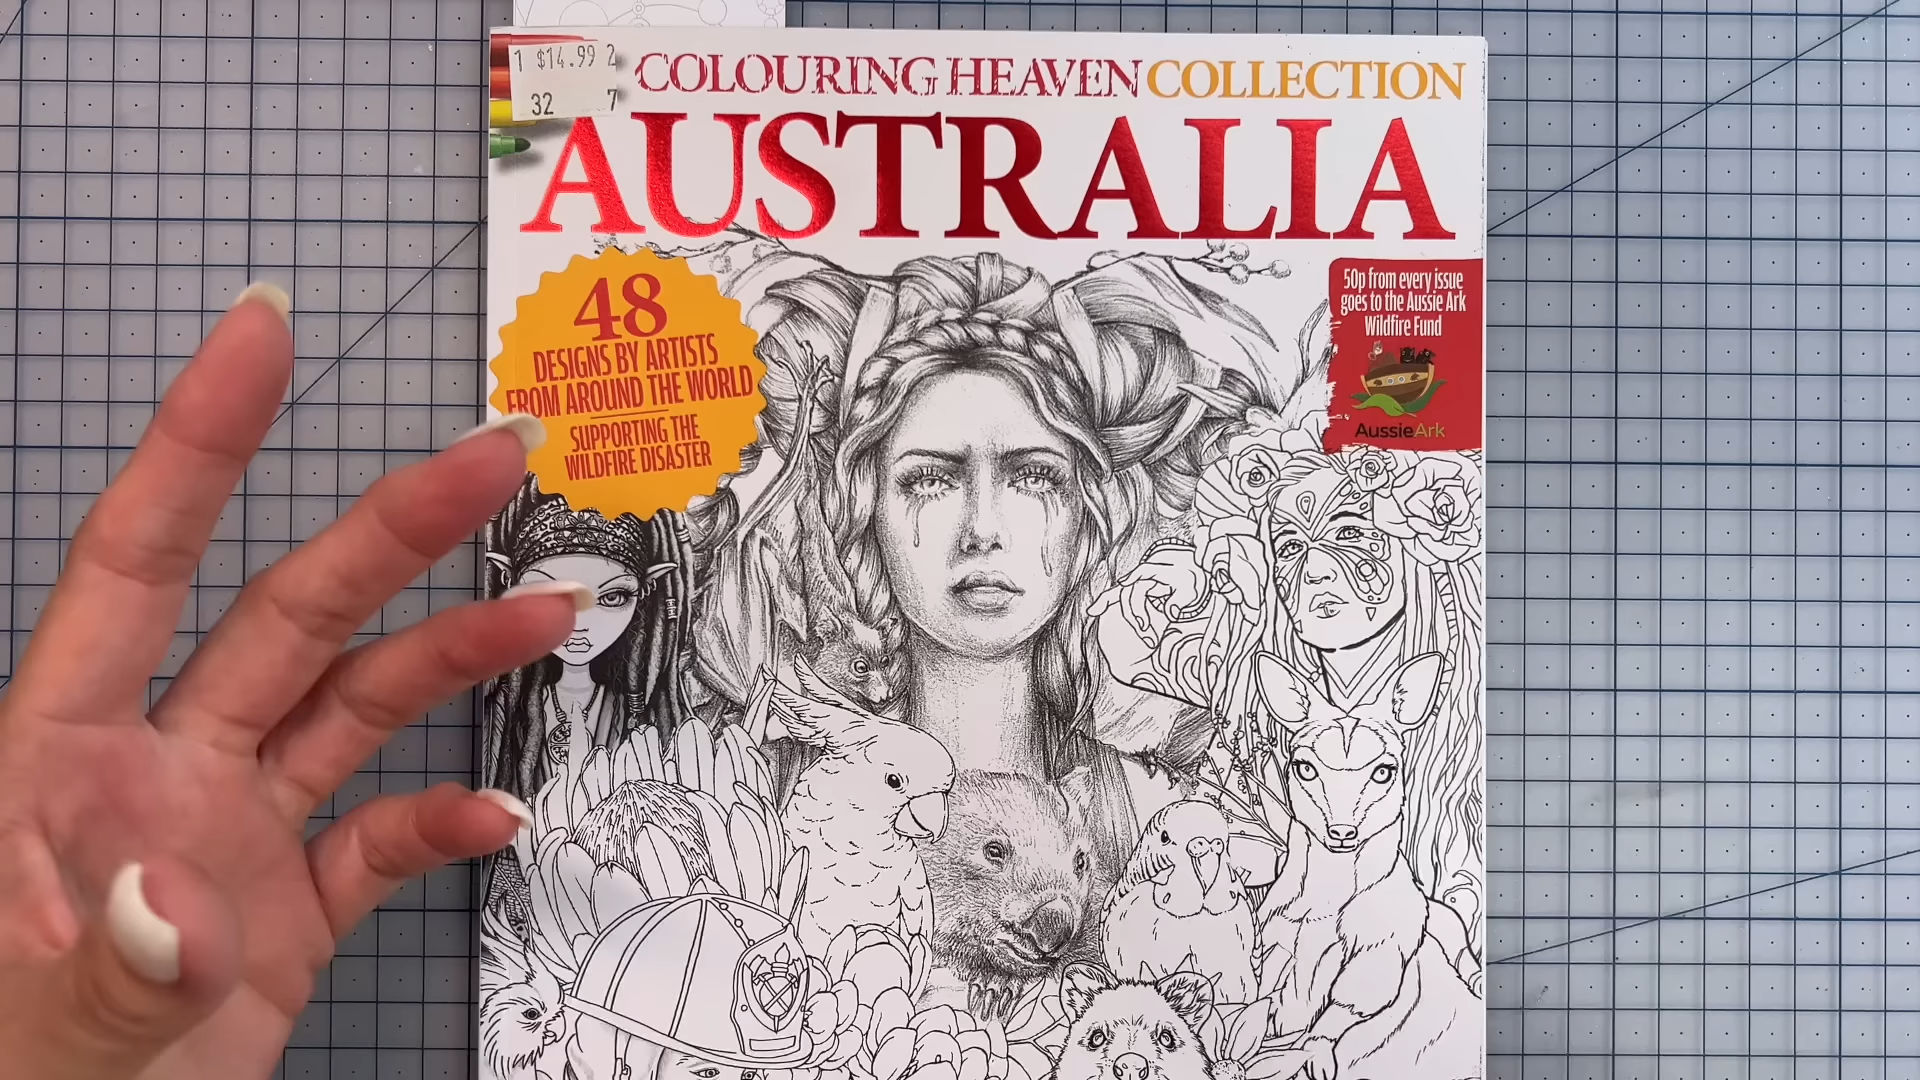 1 $14.99 2
32 7
COLOURING HEAVEN COLLECTION
AUSTRALIA
48
DESIGNS BY ARTISTS
FROM AROUND THE WORLD
SUPPORTING THE
WILDFIRE DISASTER
50p from every issue
goes to the Aussie Ark
Wildfire Fund
AussieArk